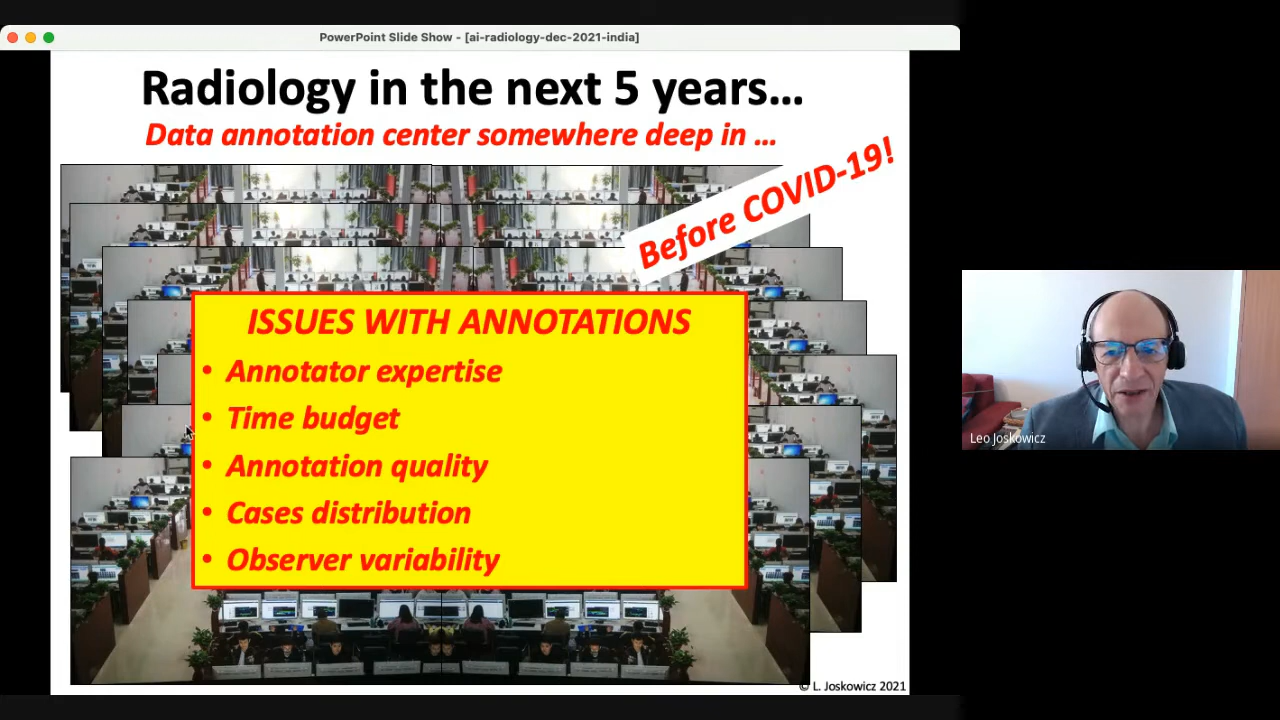 PowerPoint Slide Show - [ai-radiology-dec-2021-india]
Radiology in the next 5 years...
Data annotation center somewhere deep in ...
Before COVID-19!
ISSUES WITH ANNOTATIONS
• Annotator expertise
• Time budget
• Annotation quality
• Cases distribution
• Observer variability
Leo Joskowicz
© L. Joskowicz 2021